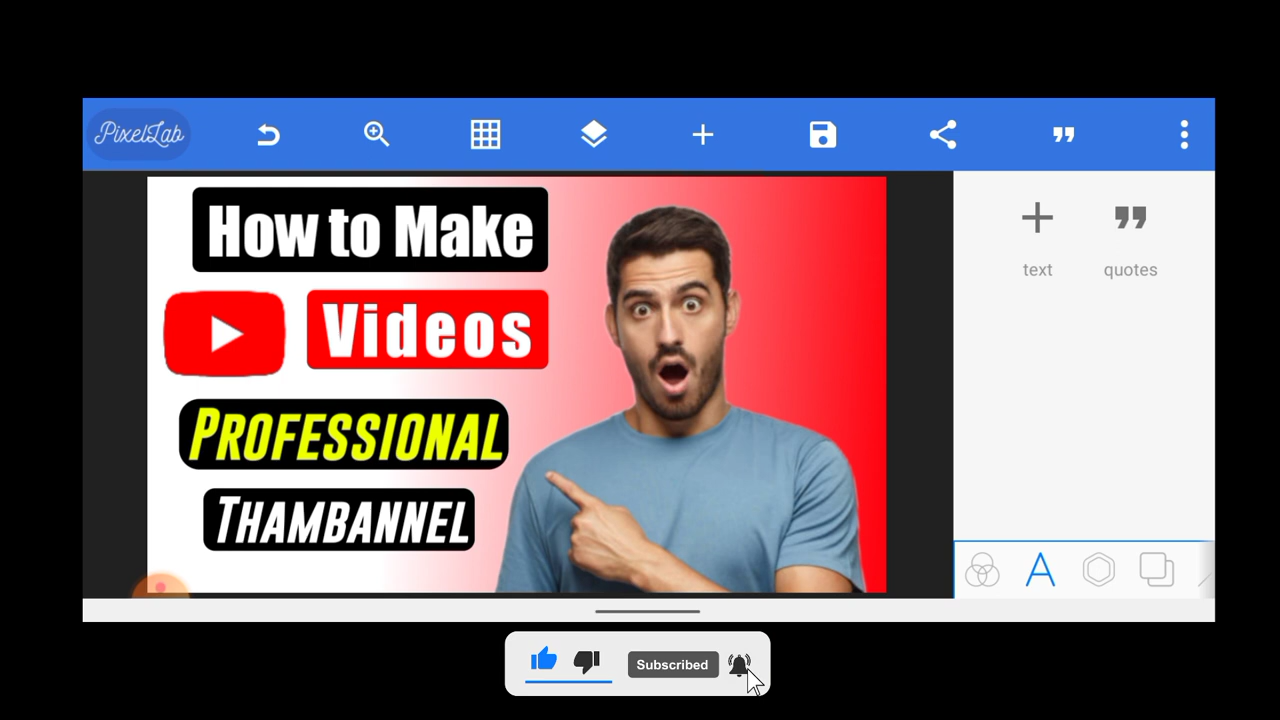 PixelLab
How to Make
Videos
PROFESSIONAL
THAMBANNEL
text quotes
Subscribed